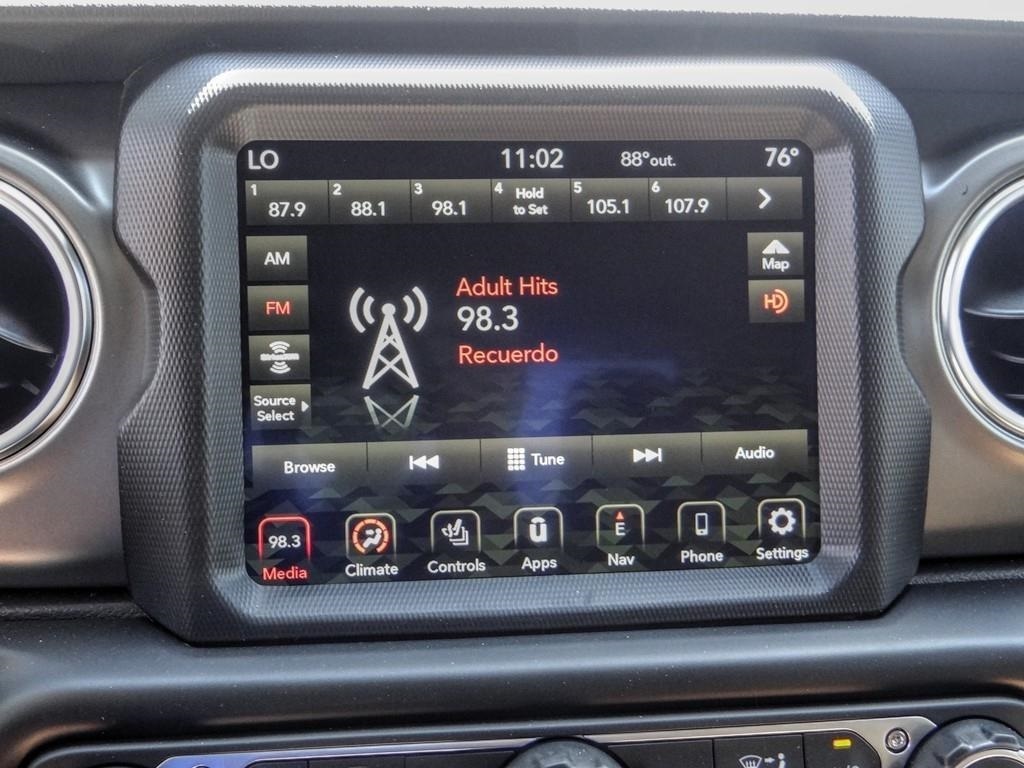 LO 11:02 88°out. 76°
1 87.9 2 88.1 3 98.1 4 Hold to Set 5 105.1 6 107.9
AM
Map
FM
HD
Adult Hits
98.3
Recuerdo
SiriusXM
Source
Select
Browse Tune Audio
98.3 E
Media Climate Controls Apps Nav Phone Settings